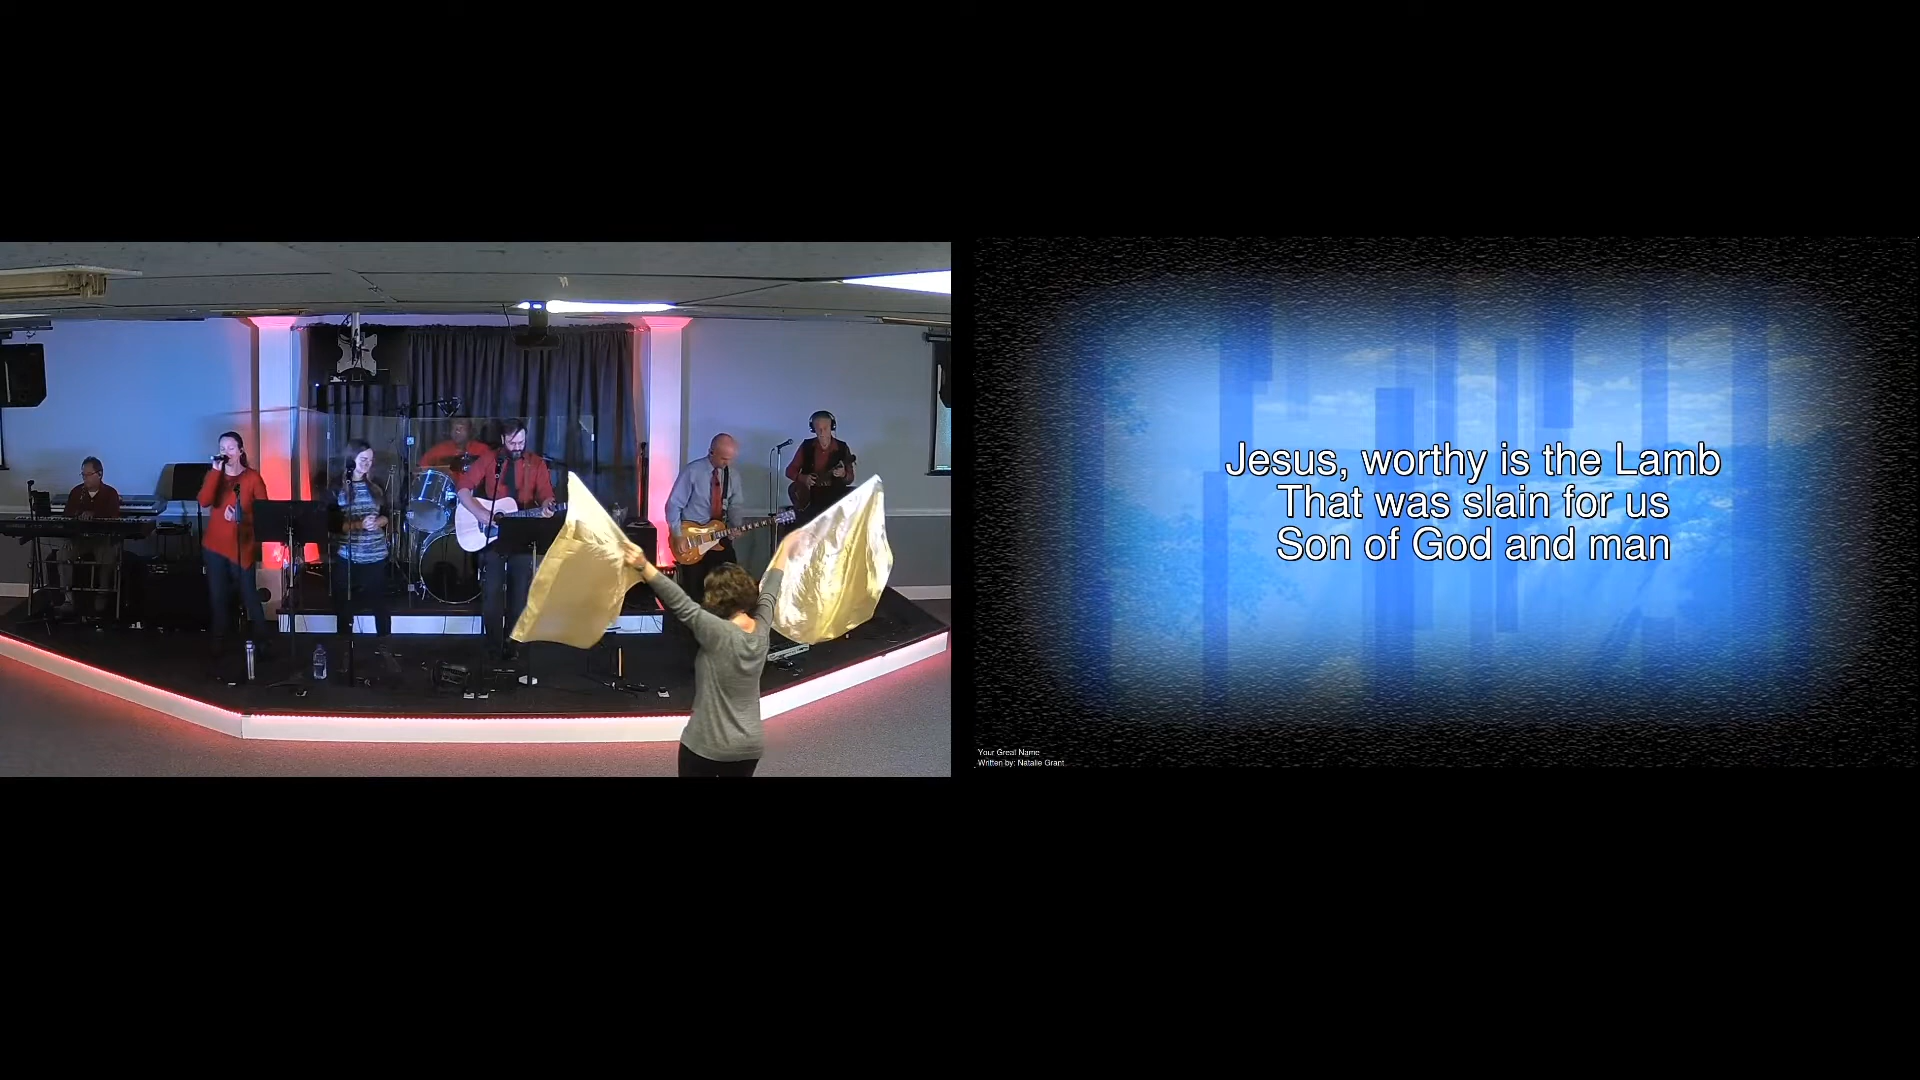 Jesus, worthy is the Lamb
That was slain for us
Son of God and man
Your Great Name
Written by: Natalie Grant